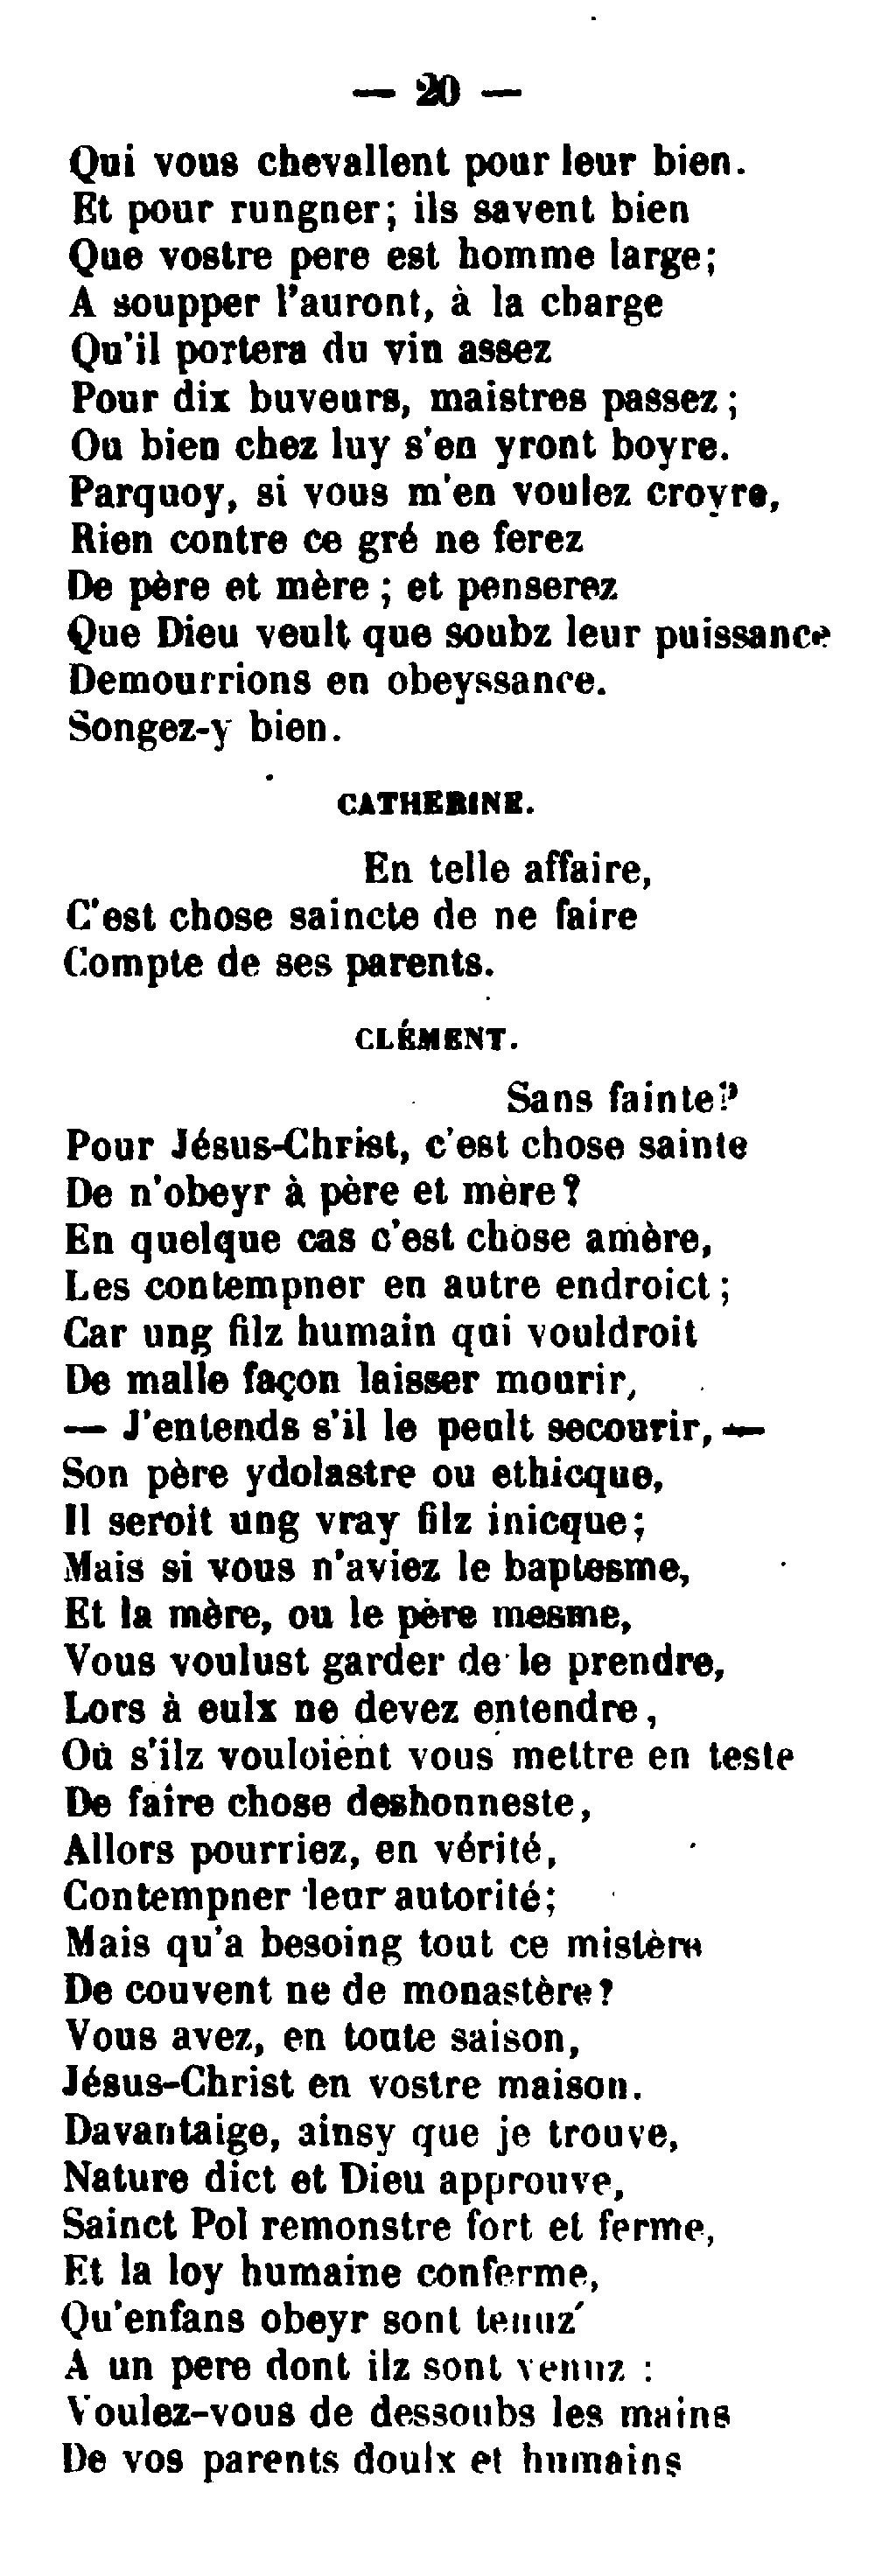 — 20 —
Qui vous chevallent pour leur bien.
Et pour rungner; ils savent bien
Que vostre pere est homme large;
A soupper l'auront, à la charge
Qu'il portera du vin assez
Pour dix buveurs, maistres passez;
Ou bien chez luy s'en yront boyre.
Parquoy, si vous m'en voulez croyre,
Rien contre ce gré ne ferez
De père et mère; et penserez
Que Dieu veult que soubz leur puissance
Demourrions en obeyssance.
Songez-y bien.
CATHERINE.
En telle affaire,
C'est chose saincte de ne faire
Compte de ses parents.
CLÉMENT.
Sans fainte?
Pour Jésus-Christ, c'est chose sainte
De n'obeyr à père et mère?
En quelque cas c'est chose amère,
Les contempner en autre endroict;
Car ung filz humain qui vouldroit
De malle façon laisser mourir,
— J'entends s'il le peult secourir, —
Son père ydolastre ou ethicque,
Il seroit ung vray filz inicque;
Mais si vous n'aviez le baptesme,
Et la mère, ou le père mesme,
Vous voulust garder de le prendre,
Lors à eulx ne devez entendre,
Où s'ilz vouloient vous mettre en teste
De faire chose deshonneste,
Allors pourriez, en vérité,
Contempner leur autorité;
Mais qu'a besoing tout ce mistère
De couvent ne de monastère?
Vous avez, en toute saison,
Jésus-Christ en vostre maison.
Davantaige, ainsy que je trouve,
Nature dict et Dieu approuve,
Sainct Pol remonstre fort et ferme,
Et la loy humaine conferme,
Qu'enfans obeyr sont tenuz
A un pere dont ilz sont venuz :
Voulez-vous de dessoubs les mains
De vos parents doulx et humains